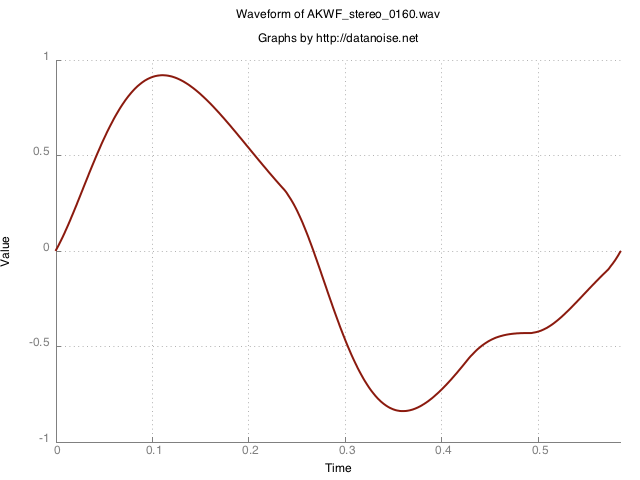 Waveform of AKWF_stereo_0160.wav
Graphs by http://datanoise.net
1
0.5
0
-0.5
-1
Value
0 0.1 0.2 0.3 0.4 0.5
Time